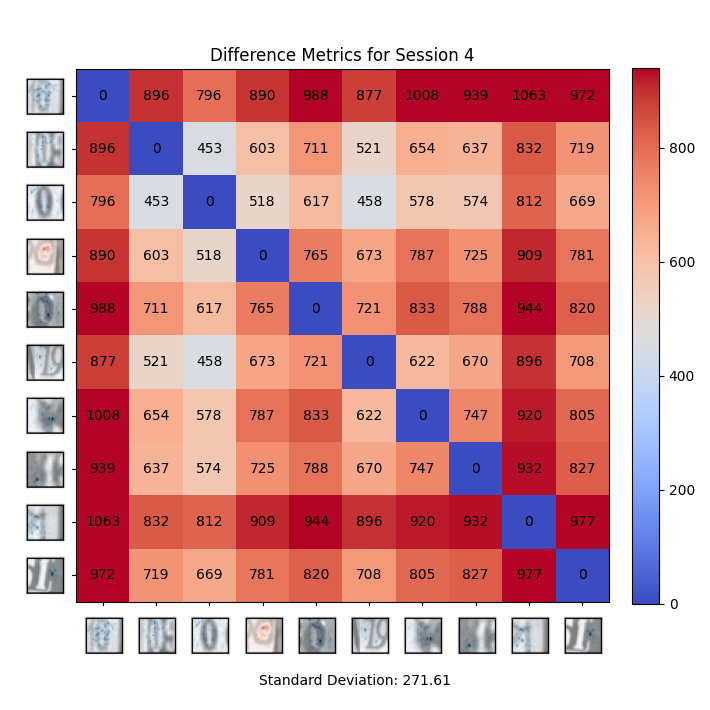 Difference Metrics for Session 4
0 896 796 890 988 877 1008 939 1063 972
896 0 453 603 711 521 654 637 832 719
796 453 0 518 617 458 578 574 812 669
890 603 518 0 765 673 787 725 909 781
988 711 617 765 0 721 833 788 944 820
877 521 458 673 721 0 622 670 896 708
1008 654 578 787 833 622 0 747 920 805
939 637 574 725 788 670 747 0 932 827
1063 832 812 909 944 896 920 932 0 977
972 719 669 781 820 708 805 827 977 0
800
600
400
200
0
Standard Deviation: 271.61